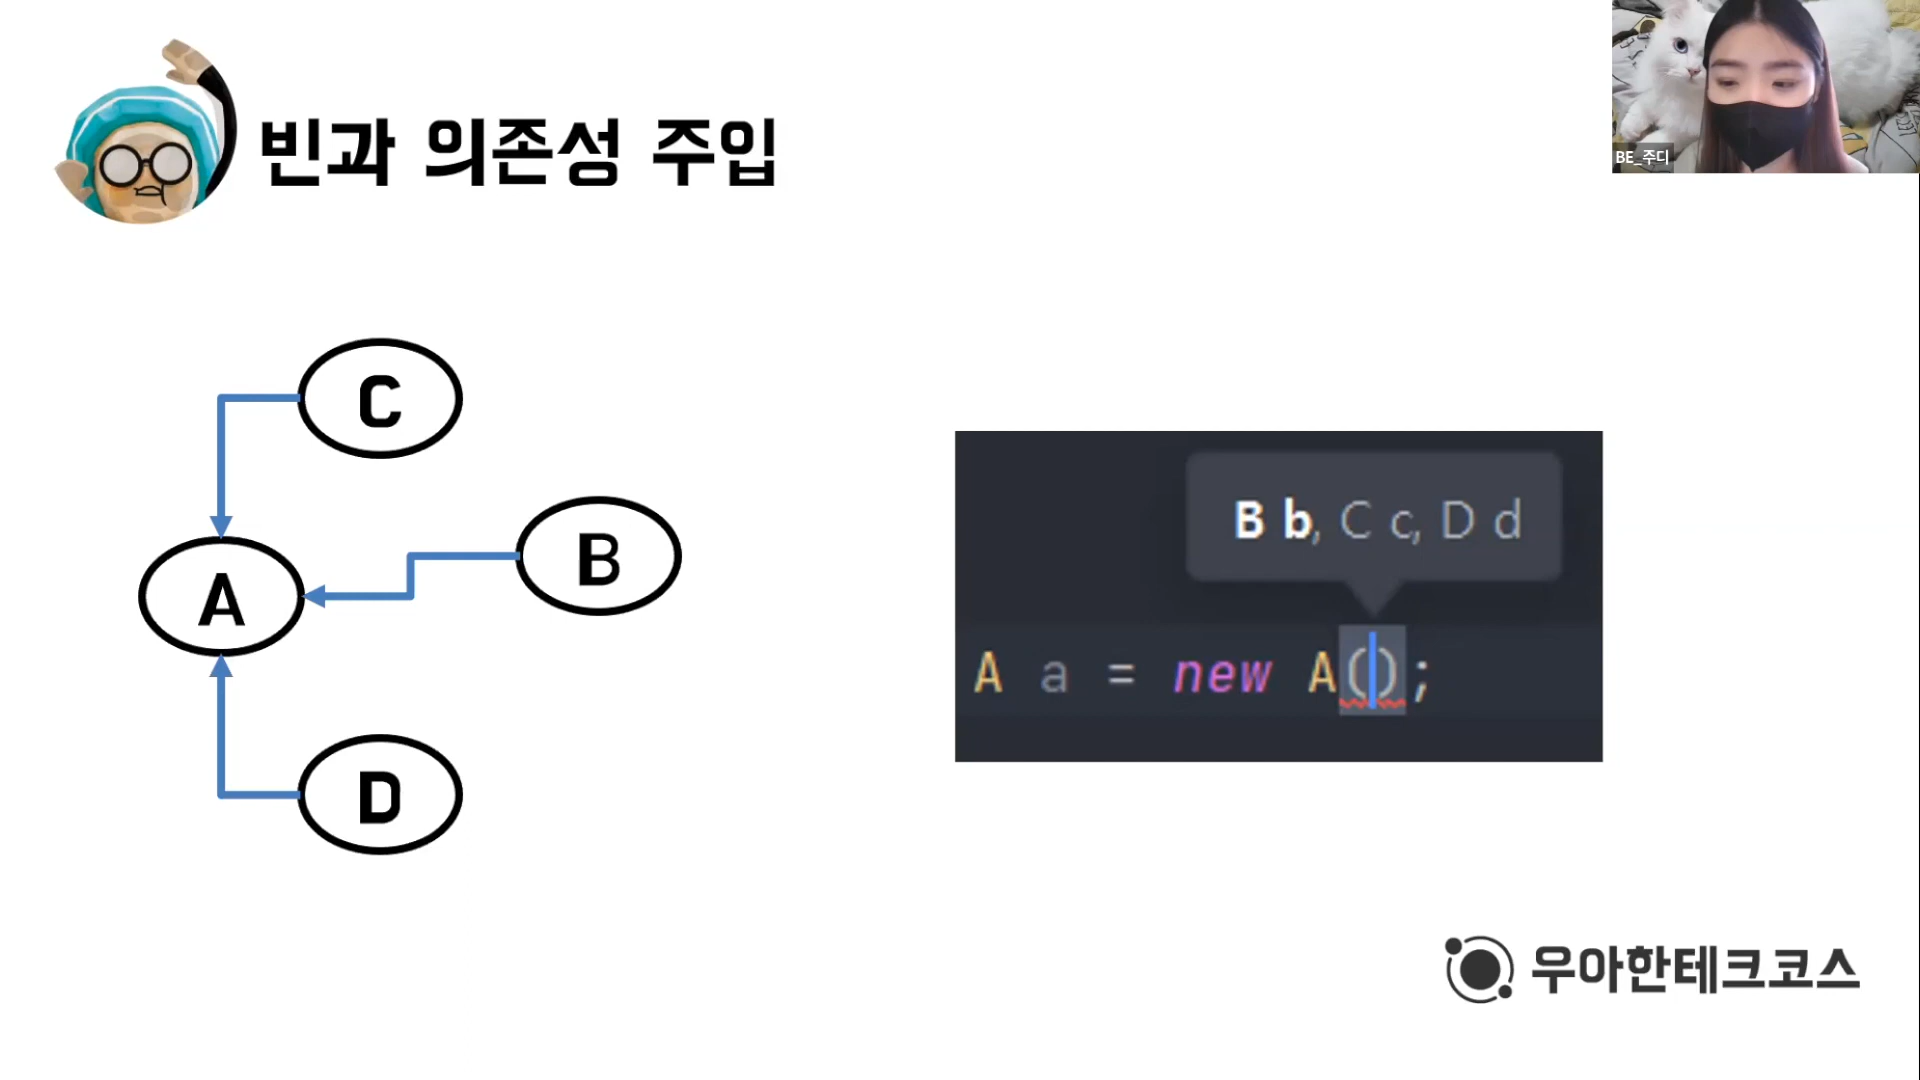 빈과 의존성 주입
BE_주디
C
B
A
D
B b, C c, D d
A a = new A();
우아한테크코스